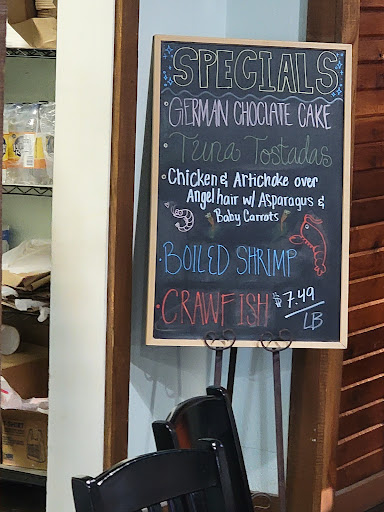 SPECIALS
GERMAN CHOCLATE CAKE
Tuna Tostadas
Chicken & Artichoke over
Angel hair w/ Asparagus &
Baby Carrots
BOILED SHRIMP
CRAWFISH $7.49/LB